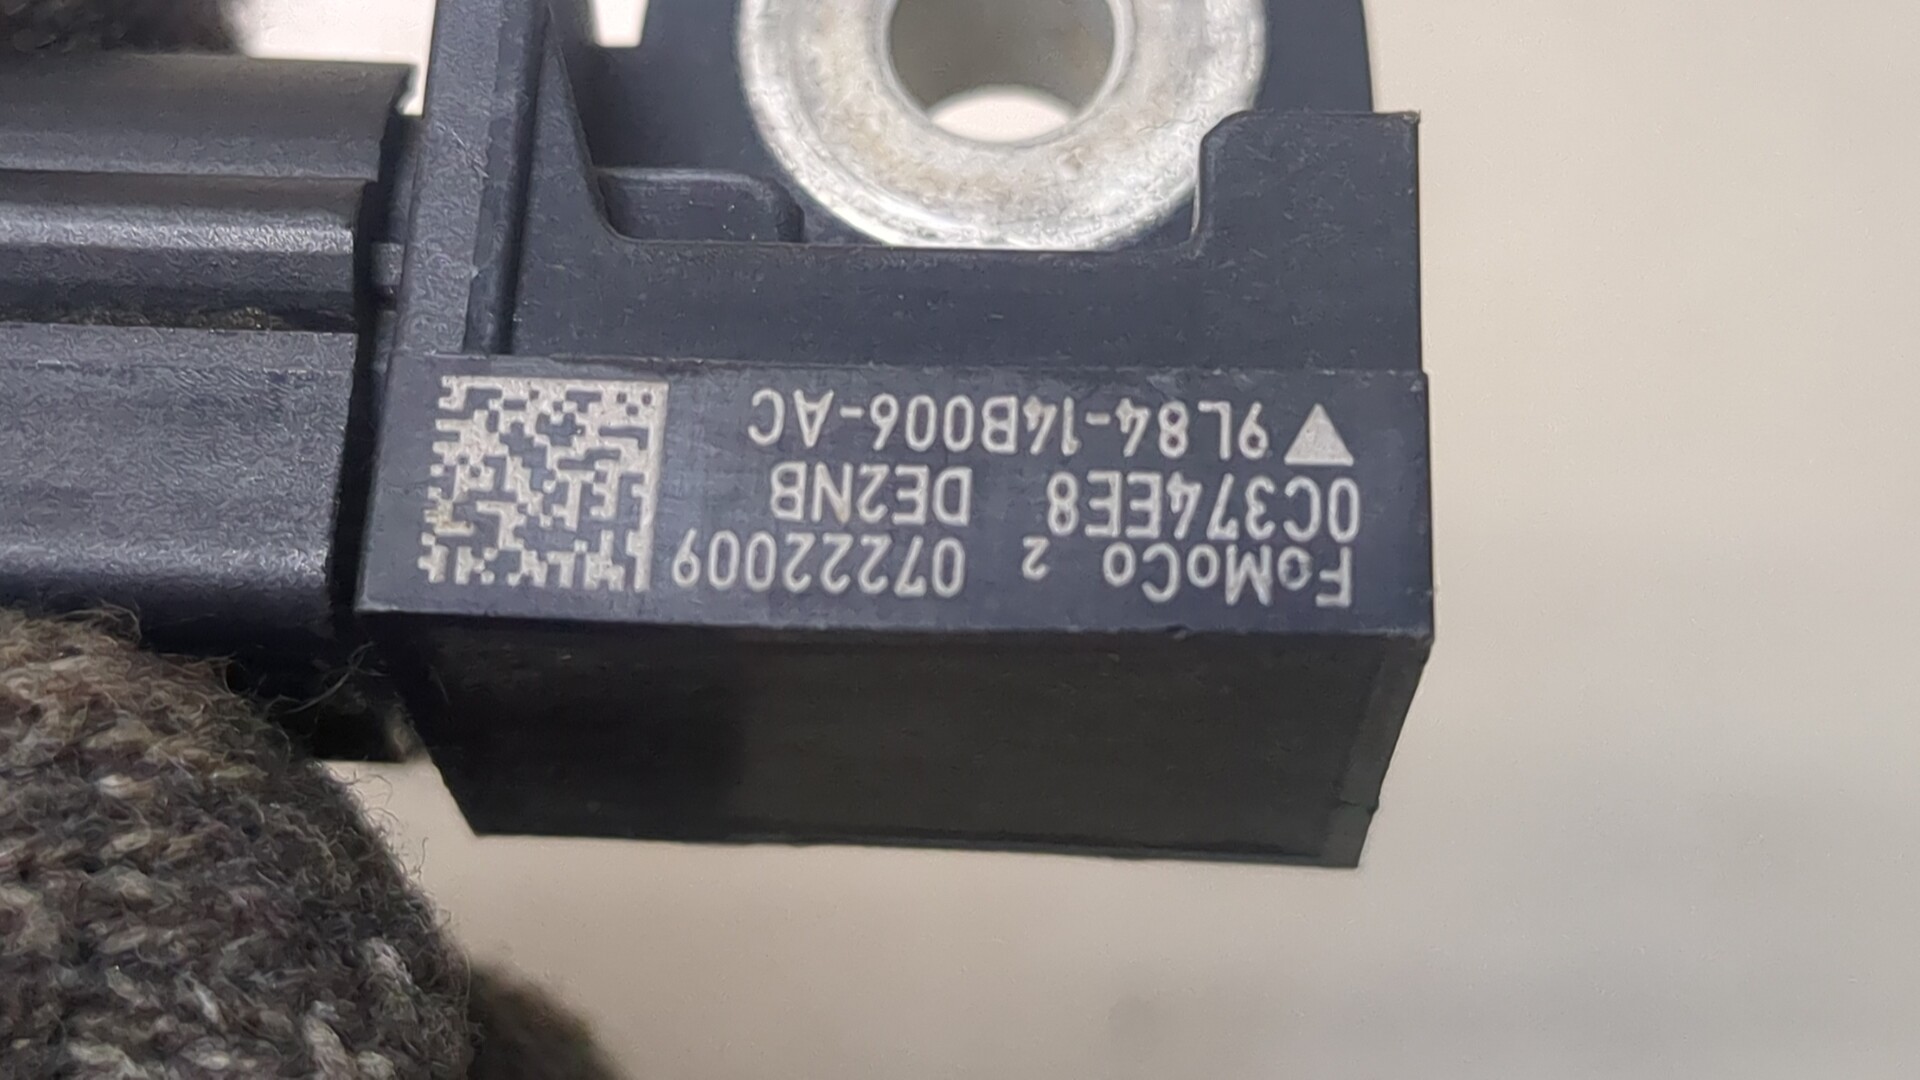 FoMoCo 2 07222009
0C374EE8 DE2NB
▲ 9L84-14B006-AC